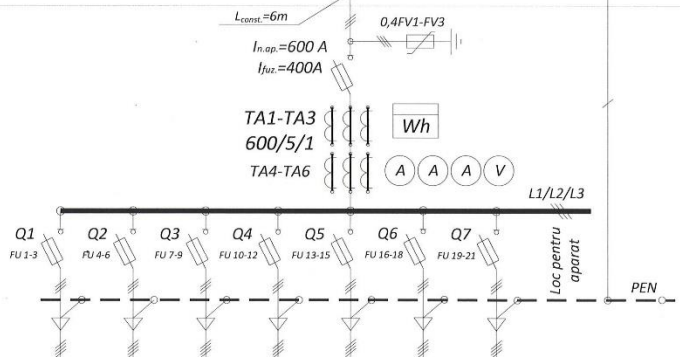 Lconst.=6m
0,4FV1-FV3
In.ap.=600 A
Ifuz.=400A
TA1-TA3
600/5/1
Wh
TA4-TA6
A A A V
L1/L2/L3
Q1 Q2 Q3 Q4 Q5 Q6 Q7
FU 1-3 FU 4-6 FU 7-9 FU 10-12 FU 13-15 FU 16-18 FU 19-21
Loc pentru
aparat
PEN